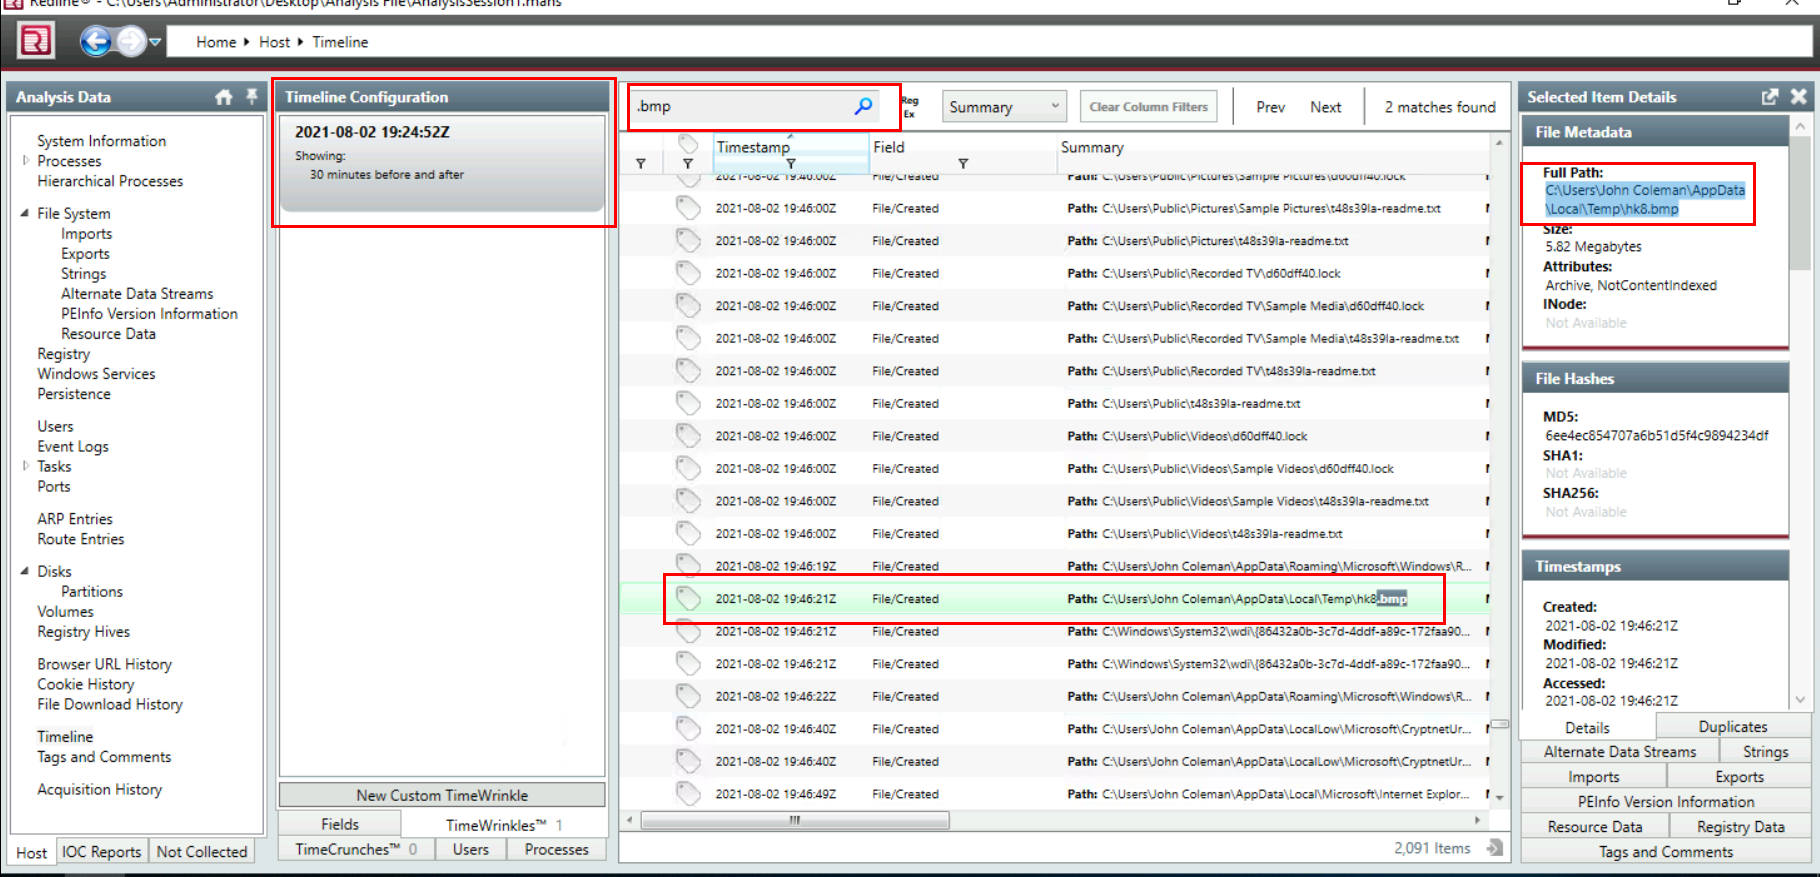 Redline® - C:\Users\Administrator\Desktop\Analysis File\AnalysisSession1.mans
Home Host Timeline
Analysis Data
System Information
Processes
Hierarchical Processes
File System
Imports
Exports
Strings
Alternate Data Streams
PEInfo Version Information
Resource Data
Registry
Windows Services
Persistence
Users
Event Logs
Tasks
Ports
ARP Entries
Route Entries
Disks
Partitions
Volumes
Registry Hives
Browser URL History
Cookie History
File Download History
Timeline
Tags and Comments
Acquisition History
Host IOC Reports Not Collected
Timeline Configuration
2021-08-02 19:24:52Z
Showing:
30 minutes before and after
New Custom TimeWrinkle
Fields TimeWrinkles™ 1
TimeCrunches™ 0 Users Processes
.bmp Reg Ex Summary Clear Column Filters Prev Next 2 matches found
Timestamp Field Summary
2021-08-02 19:46:00Z File/Created Path: C:\Users\Public\Pictures\Sample Pictures\d60dff40.lock
2021-08-02 19:46:00Z File/Created Path: C:\Users\Public\Pictures\Sample Pictures\t48s39la-readme.txt
2021-08-02 19:46:00Z File/Created Path: C:\Users\Public\Pictures\t48s39la-readme.txt
2021-08-02 19:46:00Z File/Created Path: C:\Users\Public\Recorded TV\d60dff40.lock
2021-08-02 19:46:00Z File/Created Path: C:\Users\Public\Recorded TV\Sample Media\d60dff40.lock
2021-08-02 19:46:00Z File/Created Path: C:\Users\Public\Recorded TV\Sample Media\t48s39la-readme.txt
2021-08-02 19:46:00Z File/Created Path: C:\Users\Public\Recorded TV\t48s39la-readme.txt
2021-08-02 19:46:00Z File/Created Path: C:\Users\Public\t48s39la-readme.txt
2021-08-02 19:46:00Z File/Created Path: C:\Users\Public\Videos\d60dff40.lock
2021-08-02 19:46:00Z File/Created Path: C:\Users\Public\Videos\Sample Videos\d60dff40.lock
2021-08-02 19:46:00Z File/Created Path: C:\Users\Public\Videos\Sample Videos\t48s39la-readme.txt
2021-08-02 19:46:00Z File/Created Path: C:\Users\Public\Videos\t48s39la-readme.txt
2021-08-02 19:46:19Z File/Created Path: C:\Users\John Coleman\AppData\Roaming\Microsoft\Windows\R...
2021-08-02 19:46:21Z File/Created Path: C:\Users\John Coleman\AppData\Local\Temp\hk8.bmp
2021-08-02 19:46:21Z File/Created Path: C:\Windows\System32\wdi\{86432a0b-3c7d-4ddf-a89c-172faa90...
2021-08-02 19:46:21Z File/Created Path: C:\Windows\System32\wdi\{86432a0b-3c7d-4ddf-a89c-172faa90...
2021-08-02 19:46:22Z File/Created Path: C:\Users\John Coleman\AppData\Roaming\Microsoft\Windows\R...
2021-08-02 19:46:40Z File/Created Path: C:\Users\John Coleman\AppData\LocalLow\Microsoft\CryptnetUr...
2021-08-02 19:46:40Z File/Created Path: C:\Users\John Coleman\AppData\LocalLow\Microsoft\CryptnetUr...
2021-08-02 19:46:49Z File/Created Path: C:\Users\John Coleman\AppData\Local\Microsoft\Internet Explor...
2,091 Items
Selected Item Details
File Metadata
Full Path:
C:\Users\John Coleman\AppData
\Local\Temp\hk8.bmp
Size:
5.82 Megabytes
Attributes:
Archive, NotContentIndexed
INode:
Not Available
File Hashes
MD5:
6ee4ec854707a6b51d5f4c9894234df
SHA1:
Not Available
SHA256:
Not Available
Timestamps
Created:
2021-08-02 19:46:21Z
Modified:
2021-08-02 19:46:21Z
Accessed:
2021-08-02 19:46:21Z
Details Duplicates
Alternate Data Streams Strings
Imports Exports
PEInfo Version Information
Resource Data Registry Data
Tags and Comments